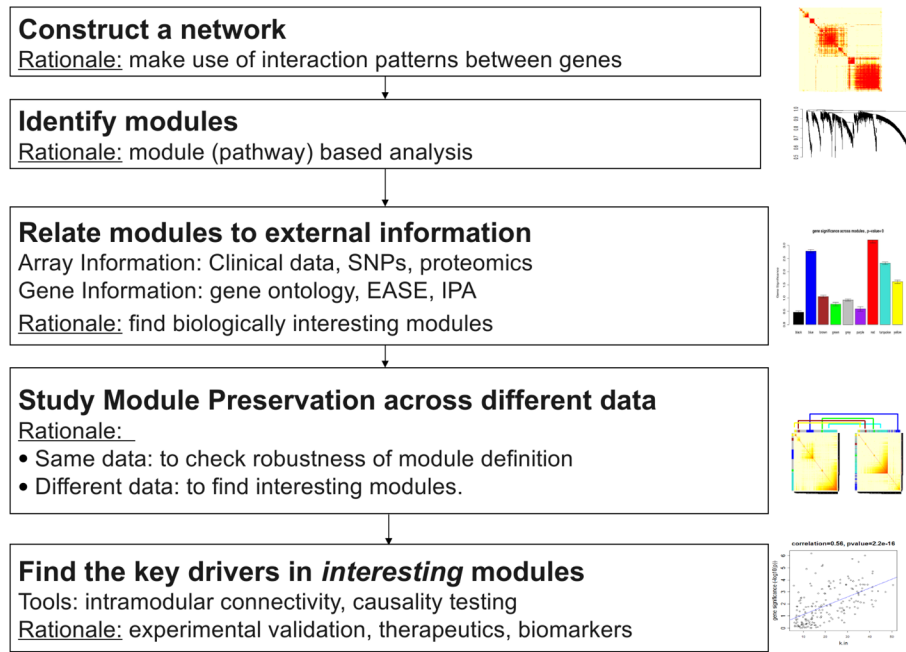 Construct a network
Rationale: make use of interaction patterns between genes
Identify modules
Rationale: module (pathway) based analysis
Relate modules to external information
Array Information: Clinical data, SNPs, proteomics
Gene Information: gene ontology, EASE, IPA
Rationale: find biologically interesting modules
gene significance across modules, p-value=0
Study Module Preservation across different data
Rationale:
• Same data: to check robustness of module definition
• Different data: to find interesting modules.
Find the key drivers in interesting modules
Tools: intramodular connectivity, causality testing
Rationale: experimental validation, therapeutics, biomarkers
correlation=0.56, pvalue=2.2e-16